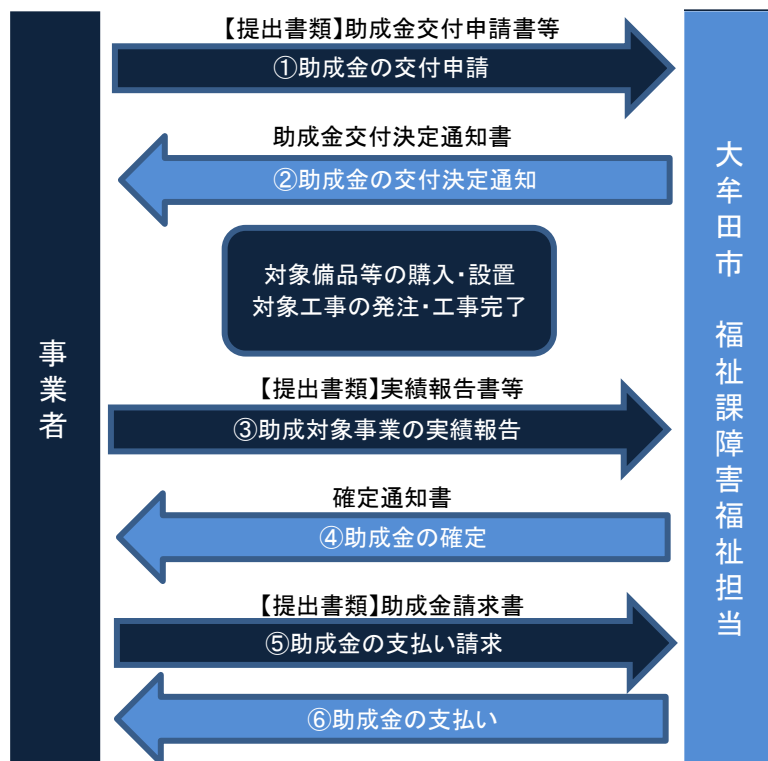 【提出書類】助成金交付申請書等
①助成金の交付申請
助成金交付決定通知書
②助成金の交付決定通知
対象備品等の購入・設置
対象工事の発注・工事完了
【提出書類】実績報告書等
③助成対象事業の実績報告
確定通知書
④助成金の確定
【提出書類】助成金請求書
⑤助成金の支払い請求
⑥助成金の支払い
事業者
大牟田市 福祉課障害福祉担当